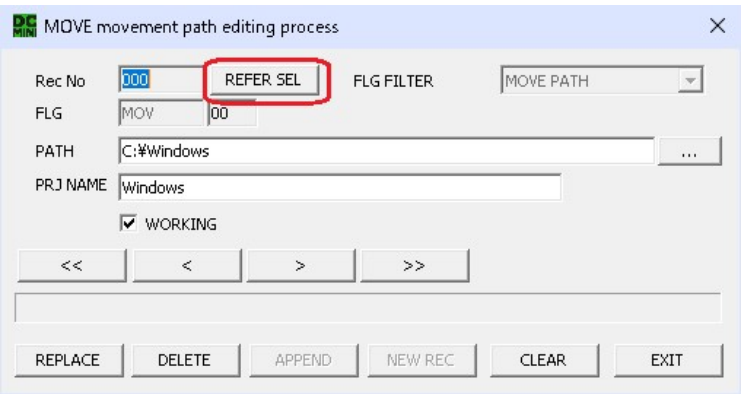 DC MINI MOVE movement path editing process
Rec No 000 REFER SEL FLG FILTER MOVE PATH
FLG MOV 00
PATH C:¥Windows ...
PRJ NAME Windows
WORKING
<< < > >>
REPLACE DELETE APPEND NEW REC CLEAR EXIT